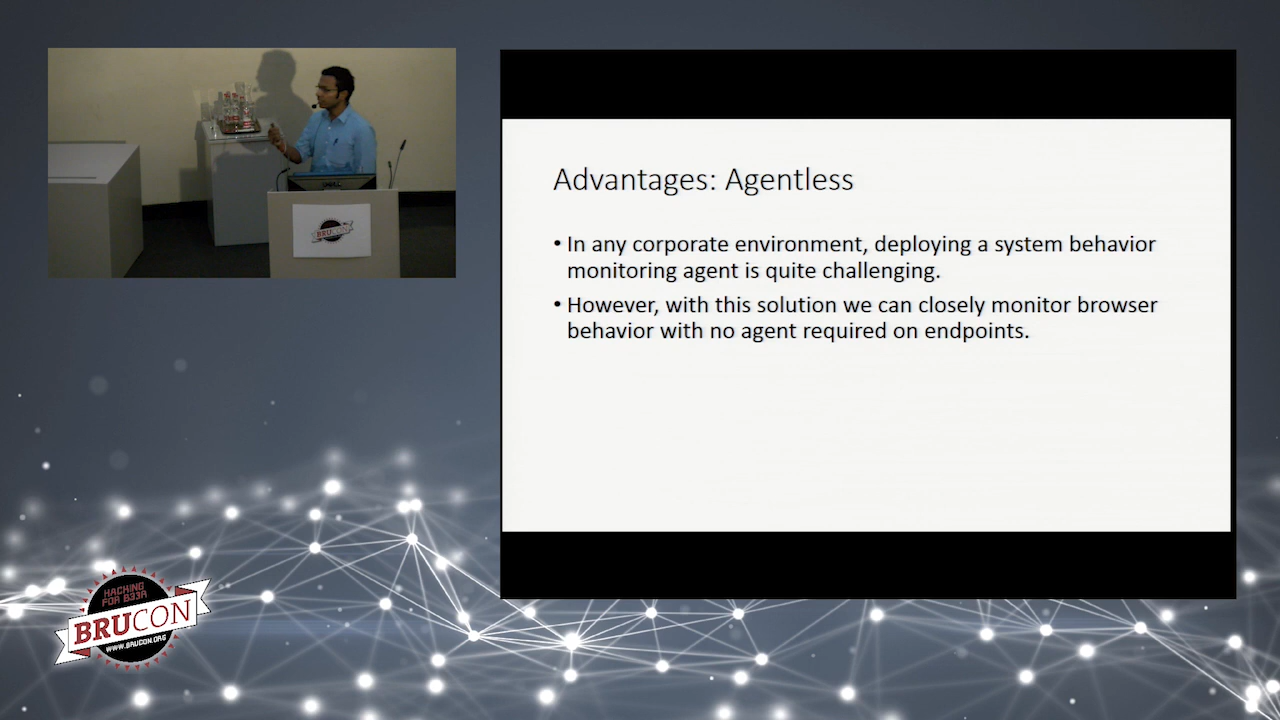 Advantages: Agentless
• In any corporate environment, deploying a system behavior
monitoring agent is quite challenging.
• However, with this solution we can closely monitor browser
behavior with no agent required on endpoints.
BRUCON
HACKING
FOR B33R
BRUCON
WWW.BRUCON.ORG